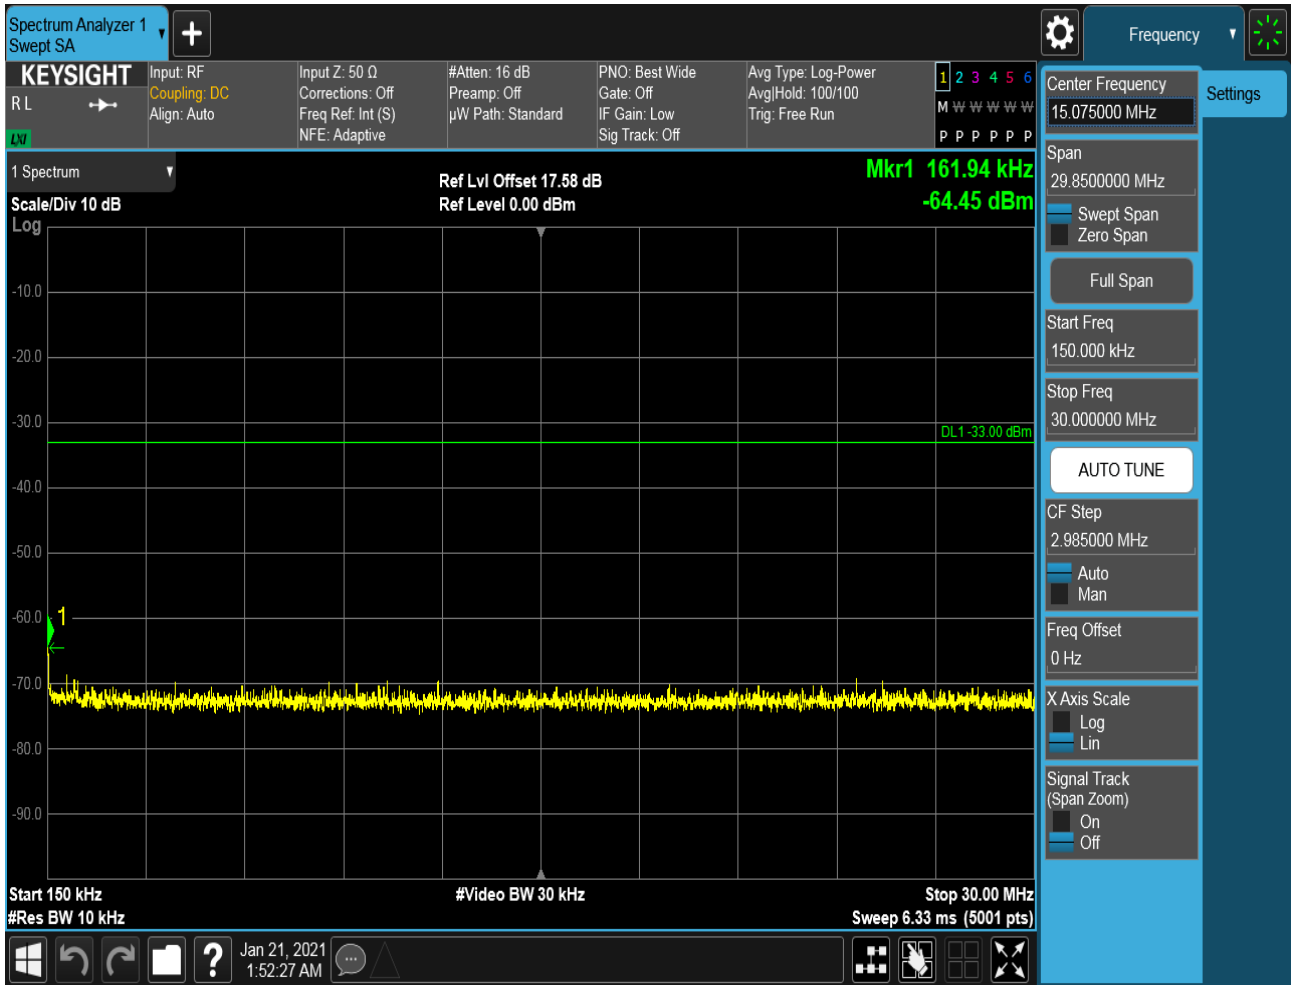 Spectrum Analyzer 1
Swept SA
Frequency
KEYSIGHT
R L
LXI
Input: RF
Coupling: DC
Align: Auto
Input Z: 50 Ω
Corrections: Off
Freq Ref: Int (S)
NFE: Adaptive
#Atten: 16 dB
Preamp: Off
µW Path: Standard
PNO: Best Wide
Gate: Off
IF Gain: Low
Sig Track: Off
Avg Type: Log-Power
Avg|Hold: 100/100
Trig: Free Run
1 2 3 4 5 6
M W W W W W
P P P P P P
1 Spectrum
Scale/Div 10 dB
Log
Ref Lvl Offset 17.58 dB
Ref Level 0.00 dBm
Mkr1 161.94 kHz
-64.45 dBm
-10.0
-20.0
-30.0
DL1 -33.00 dBm
-40.0
-50.0
-60.0
1
-70.0
-80.0
-90.0
Start 150 kHz
#Video BW 30 kHz
Stop 30.00 MHz
#Res BW 10 kHz
Sweep 6.33 ms (5001 pts)
Jan 21, 2021
1:52:27 AM
Center Frequency
15.075000 MHz
Settings
Span
29.8500000 MHz
Swept Span
Zero Span
Full Span
Start Freq
150.000 kHz
Stop Freq
30.000000 MHz
AUTO TUNE
CF Step
2.985000 MHz
Auto
Man
Freq Offset
0 Hz
X Axis Scale
Log
Lin
Signal Track
(Span Zoom)
On
Off